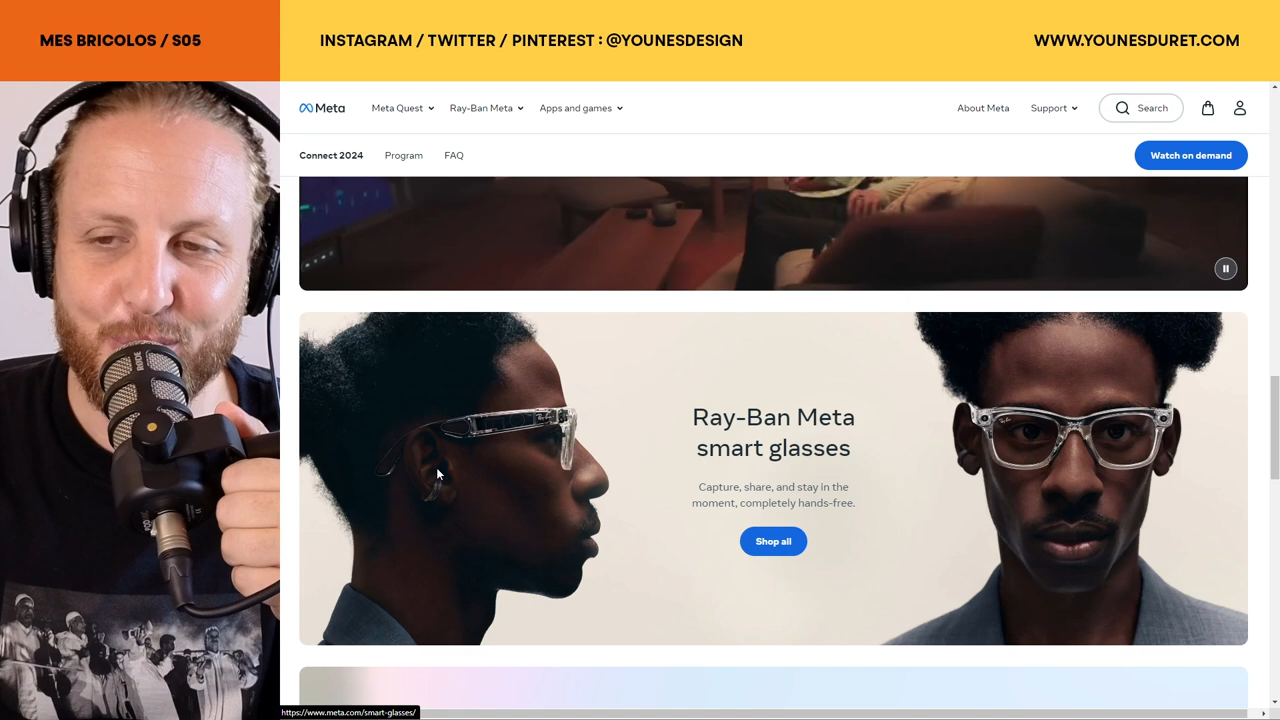 MES BRICOLOS / S05
INSTAGRAM / TWITTER / PINTEREST : @YOUNESDESIGN
WWW.YOUNESDURET.COM
Meta
Meta Quest
Ray-Ban Meta
Apps and games
About Meta
Support
Search
Connect 2024
Program
FAQ
Watch on demand
Ray-Ban Meta
smart glasses
Capture, share, and stay in the
moment, completely hands-free.
Shop all
RØDE
https://www.meta.com/smart-glasses/